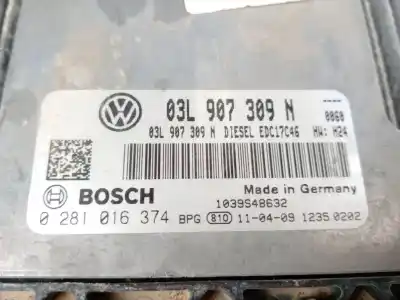 03L 907 309 N
03L 907 309 N DIESEL EDC17C46 HW: H24
0060
BOSCH
Made in Germany
1039S48632
0 281 016 374 BPG 810 11-04-09 1235.0202